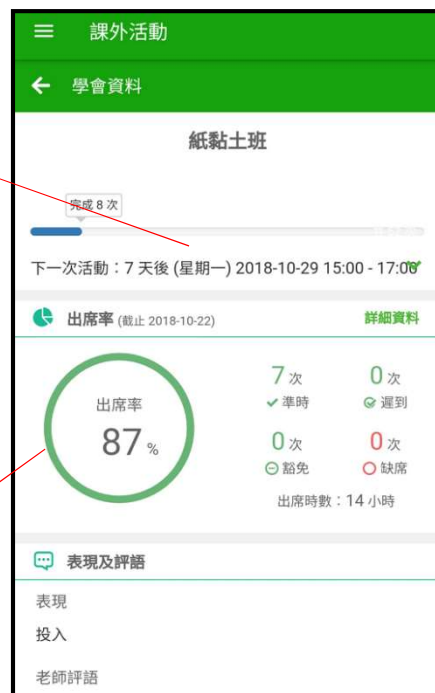 課外活動
學會資料
紙黏土班
完成 8 次
下一次活動：7 天後 (星期一) 2018-10-29 15:00 - 17:00
出席率 (截止 2018-10-22)
詳細資料
出席率
87 %
7 次
0 次
準時
遲到
0 次
0 次
豁免
缺席
出席時數：14 小時
表現及評語
表現
投入
老師評語